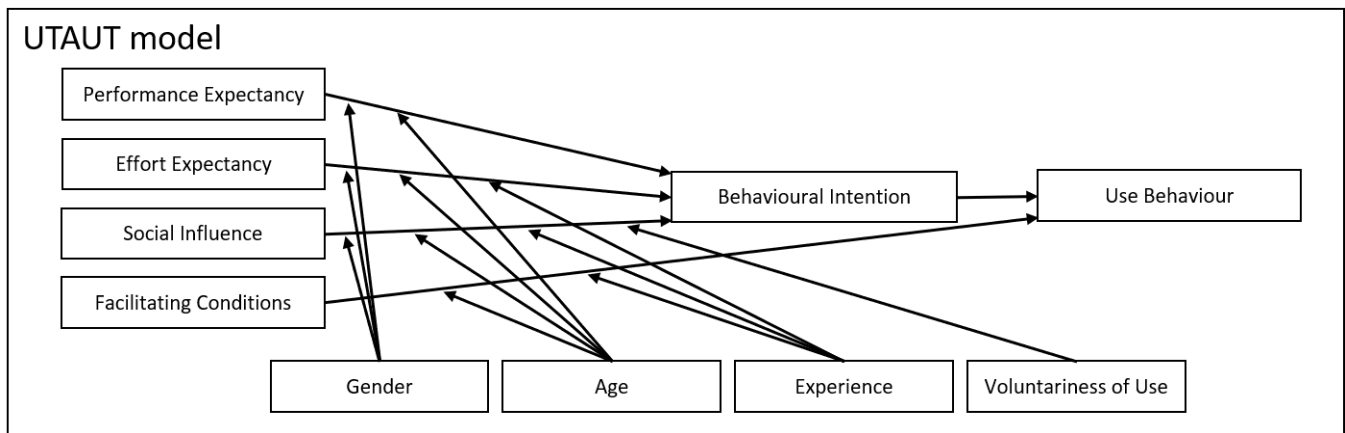 UTAUT model
Performance Expectancy
Effort Expectancy
Social Influence
Facilitating Conditions
Behavioural Intention
Use Behaviour
Gender
Age
Experience
Voluntariness of Use